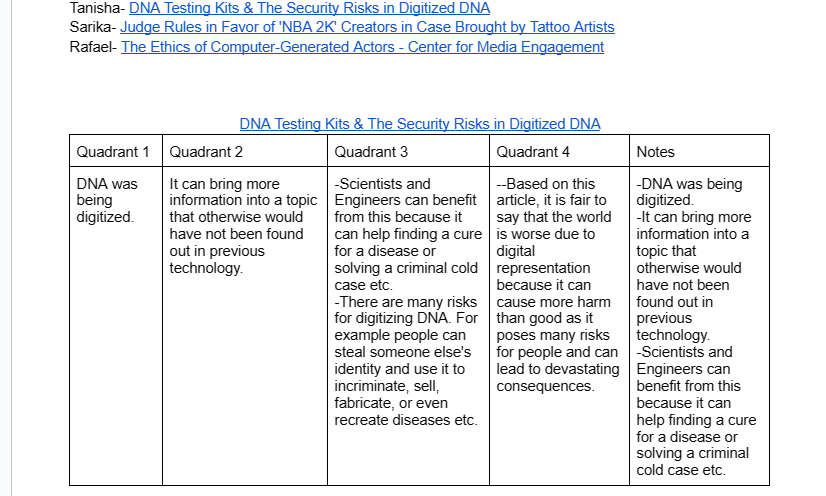 Tanisha- DNA Testing Kits & The Security Risks in Digitized DNA
Sarika- Judge Rules in Favor of 'NBA 2K' Creators in Case Brought by Tattoo Artists
Rafael- The Ethics of Computer-Generated Actors - Center for Media Engagement
DNA Testing Kits & The Security Risks in Digitized DNA
Quadrant 1
Quadrant 2
Quadrant 3
Quadrant 4
Notes
DNA was
being
digitized.
It can bring more
information into a topic
that otherwise would
have not been found
out in previous
technology.
-Scientists and
Engineers can benefit
from this because it
can help finding a cure
for a disease or
solving a criminal cold
case etc.
-There are many risks
for digitizing DNA. For
example people can
steal someone else's
identity and use it to
incriminate, sell,
fabricate, or even
recreate diseases etc.
--Based on this
article, it is fair to
say that the world
is worse due to
digital
representation
because it can
cause more harm
than good as it
poses many risks
for people and can
lead to devastating
consequences.
-DNA was being
digitized.
-It can bring more
information into a
topic that
otherwise would
have not been
found out in
previous
technology.
-Scientists and
Engineers can
benefit from this
because it can
help finding a cure
for a disease or
solving a criminal
cold case etc.